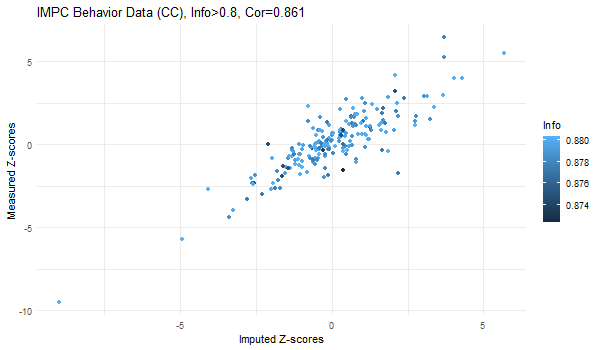 IMPC Behavior Data (CC), Info>0.8, Cor=0.861
Measured Z-scores
5
0
-5
-10
-5
0
5
Imputed Z-scores
Info
0.880
0.878
0.876
0.874